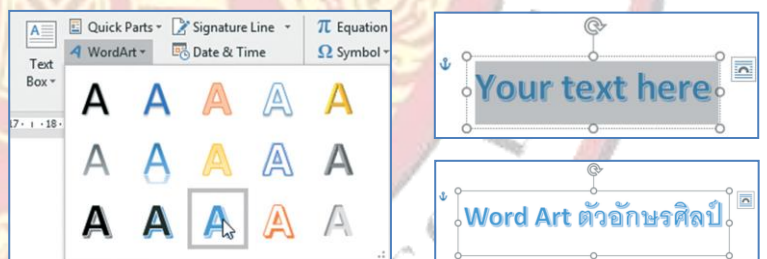 Quick Parts
Signature Line
Equation
WordArt
Date & Time
Symbol
Text
Box
17 18
A A A A A
A A A A A
A A A A A
Your text here
Word Art ตัวอักษรศิลป์